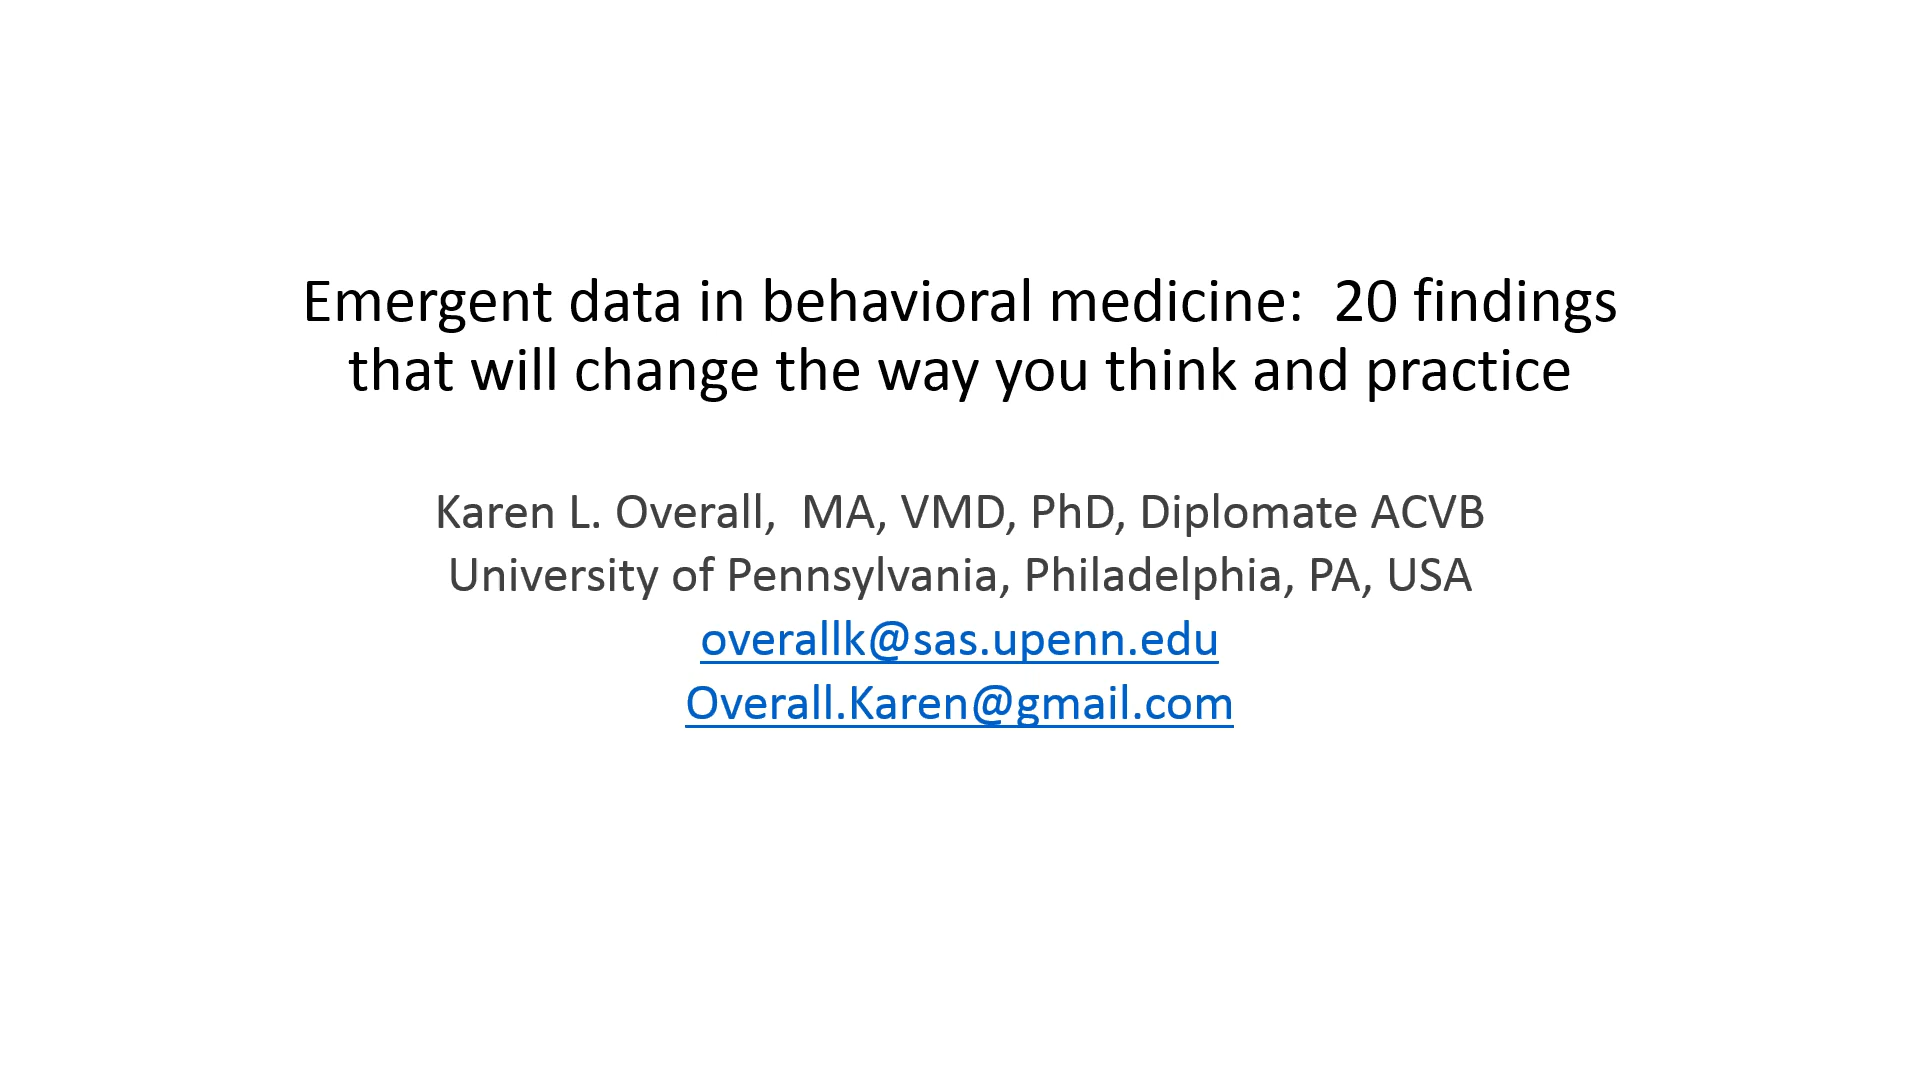 Emergent data in behavioral medicine:  20 findings
that will change the way you think and practice
Karen L. Overall,  MA, VMD, PhD, Diplomate ACVB
University of Pennsylvania, Philadelphia, PA, USA
overallk@sas.upenn.edu
Overall.Karen@gmail.com